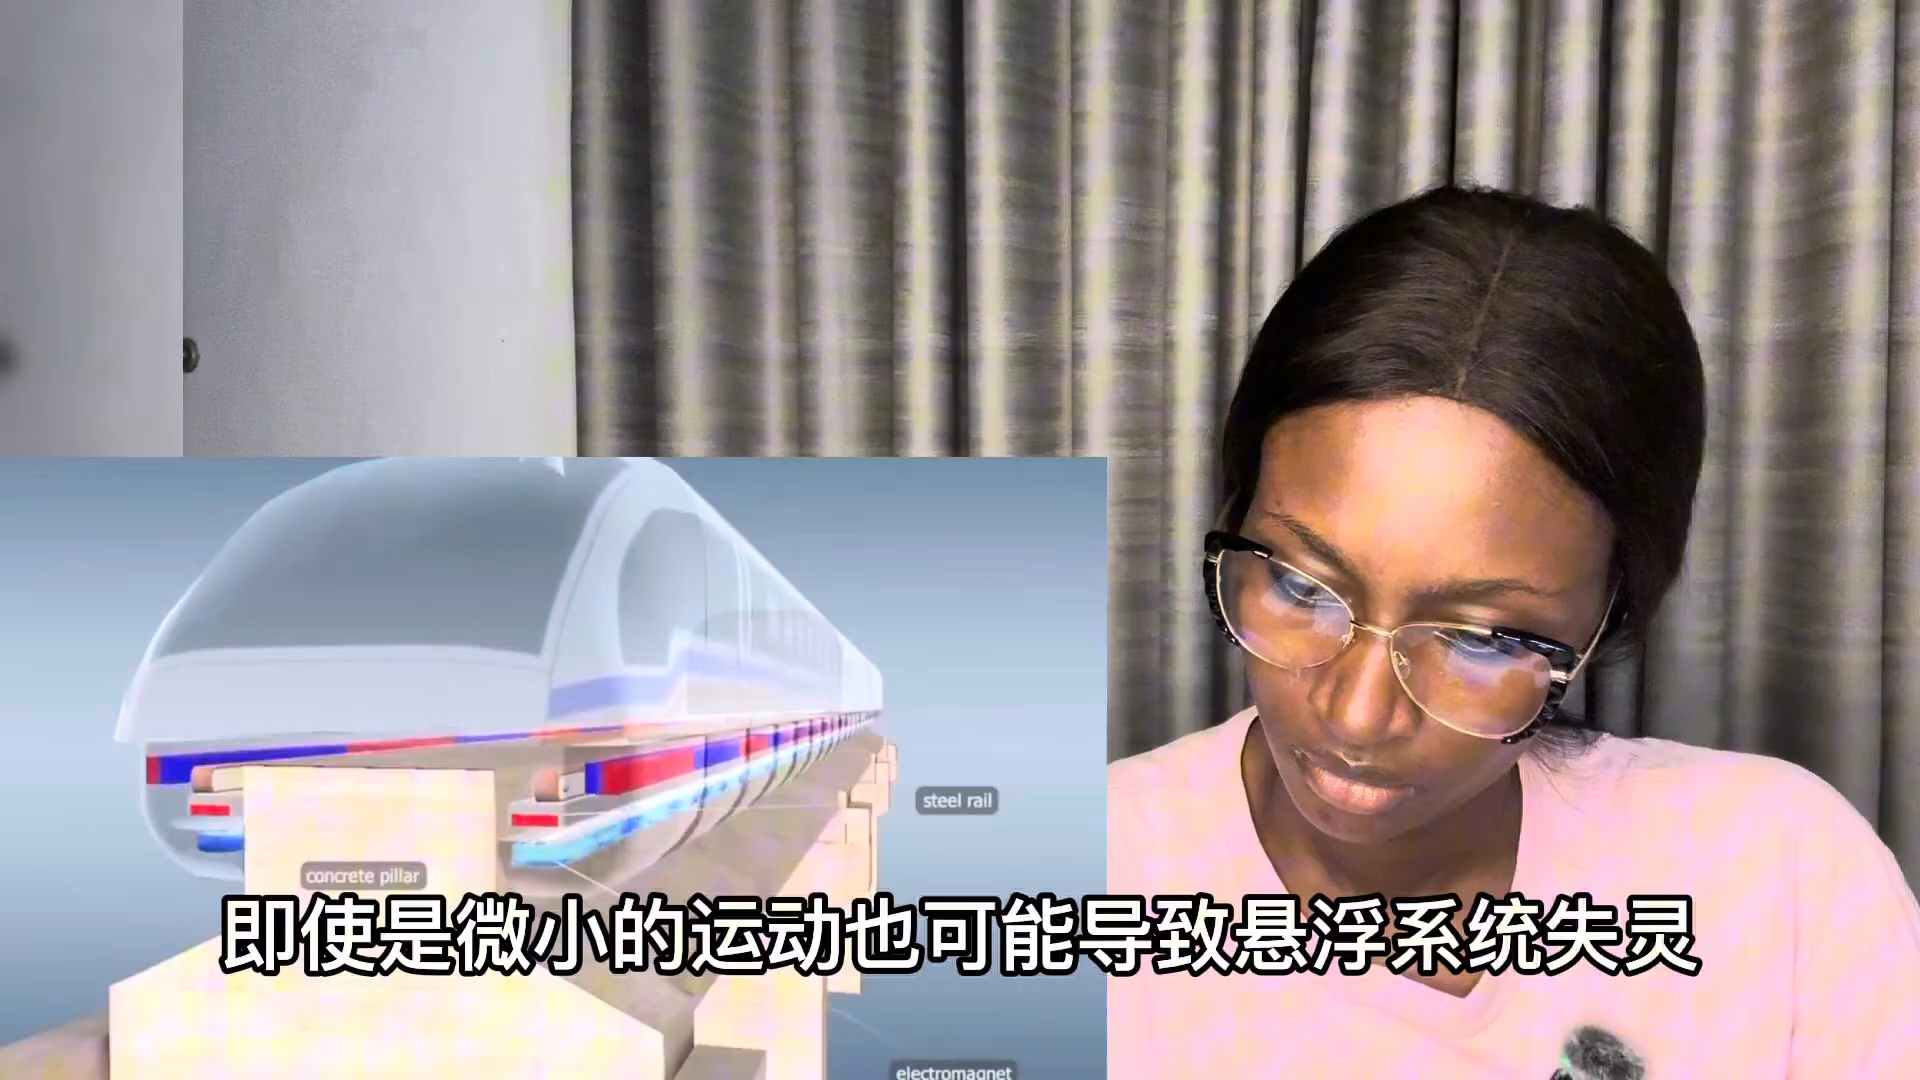 steel rail
concrete pillar
即使是微小的运动也可能导致悬浮系统失灵
electromagnet